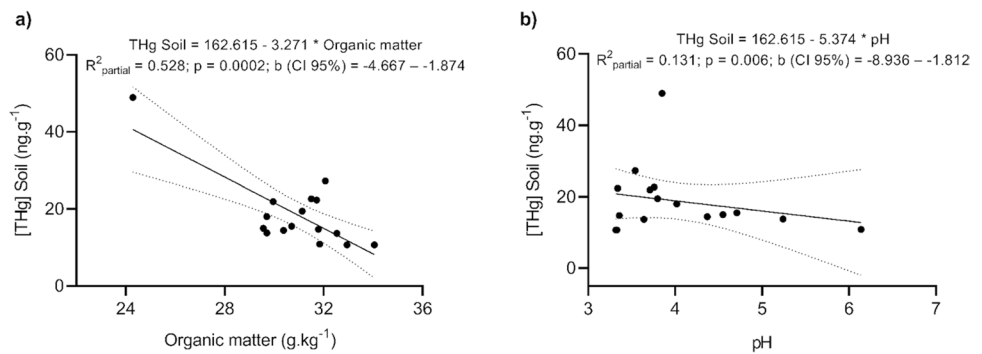 a)
THg Soil = 162.615 - 3.271 * Organic matter
R²partial = 0.528; p = 0.0002; b (CI 95%) = -4.667 – -1.874
[THg] Soil (ng.g⁻¹)
60
40
20
0
24 28 32 36
Organic matter (g.kg⁻¹)
b)
THg Soil = 162.615 - 5.374 * pH
R²partial = 0.131; p = 0.006; b (CI 95%) = -8.936 – -1.812
[THg] Soil (ng.g⁻¹)
60
40
20
0
3 4 5 6 7
pH